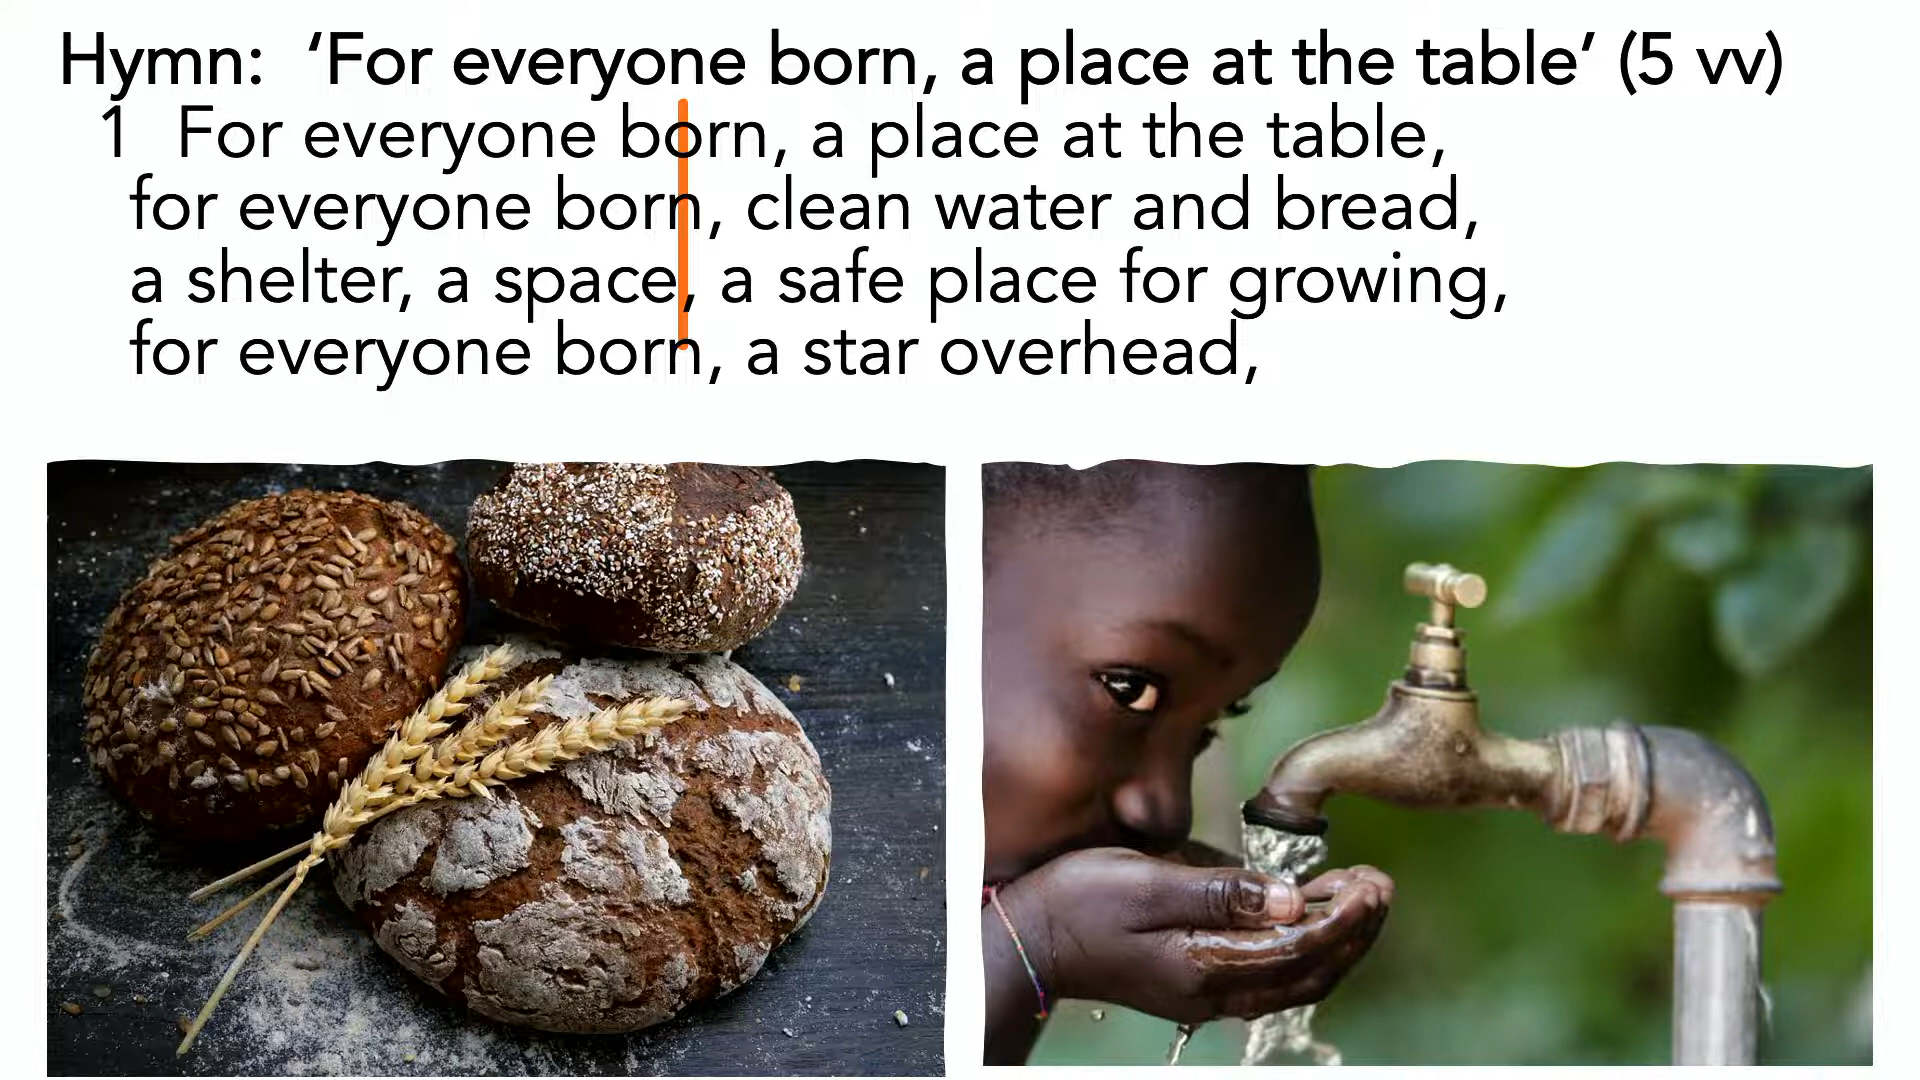 Hymn: ‘For everyone born, a place at the table’ (5 vv)
1 For everyone born, a place at the table,
for everyone born, clean water and bread,
a shelter, a space, a safe place for growing,
for everyone born, a star overhead,